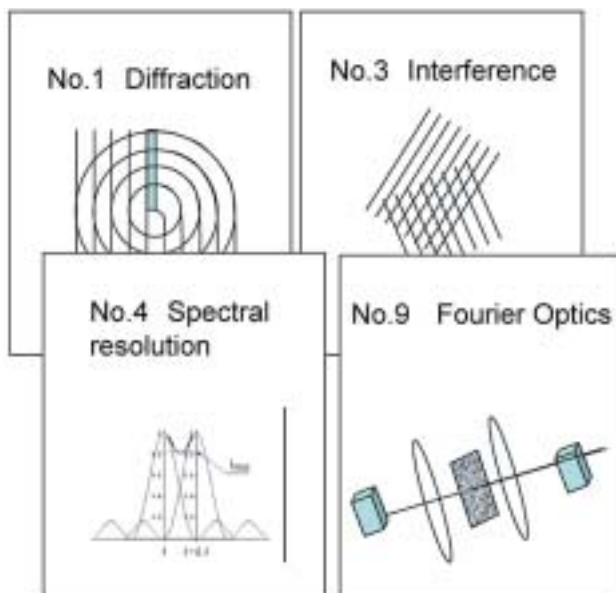 No.1 Diffraction
No.3 Interference
No.4 Spectral
resolution
No.9 Fourier Optics